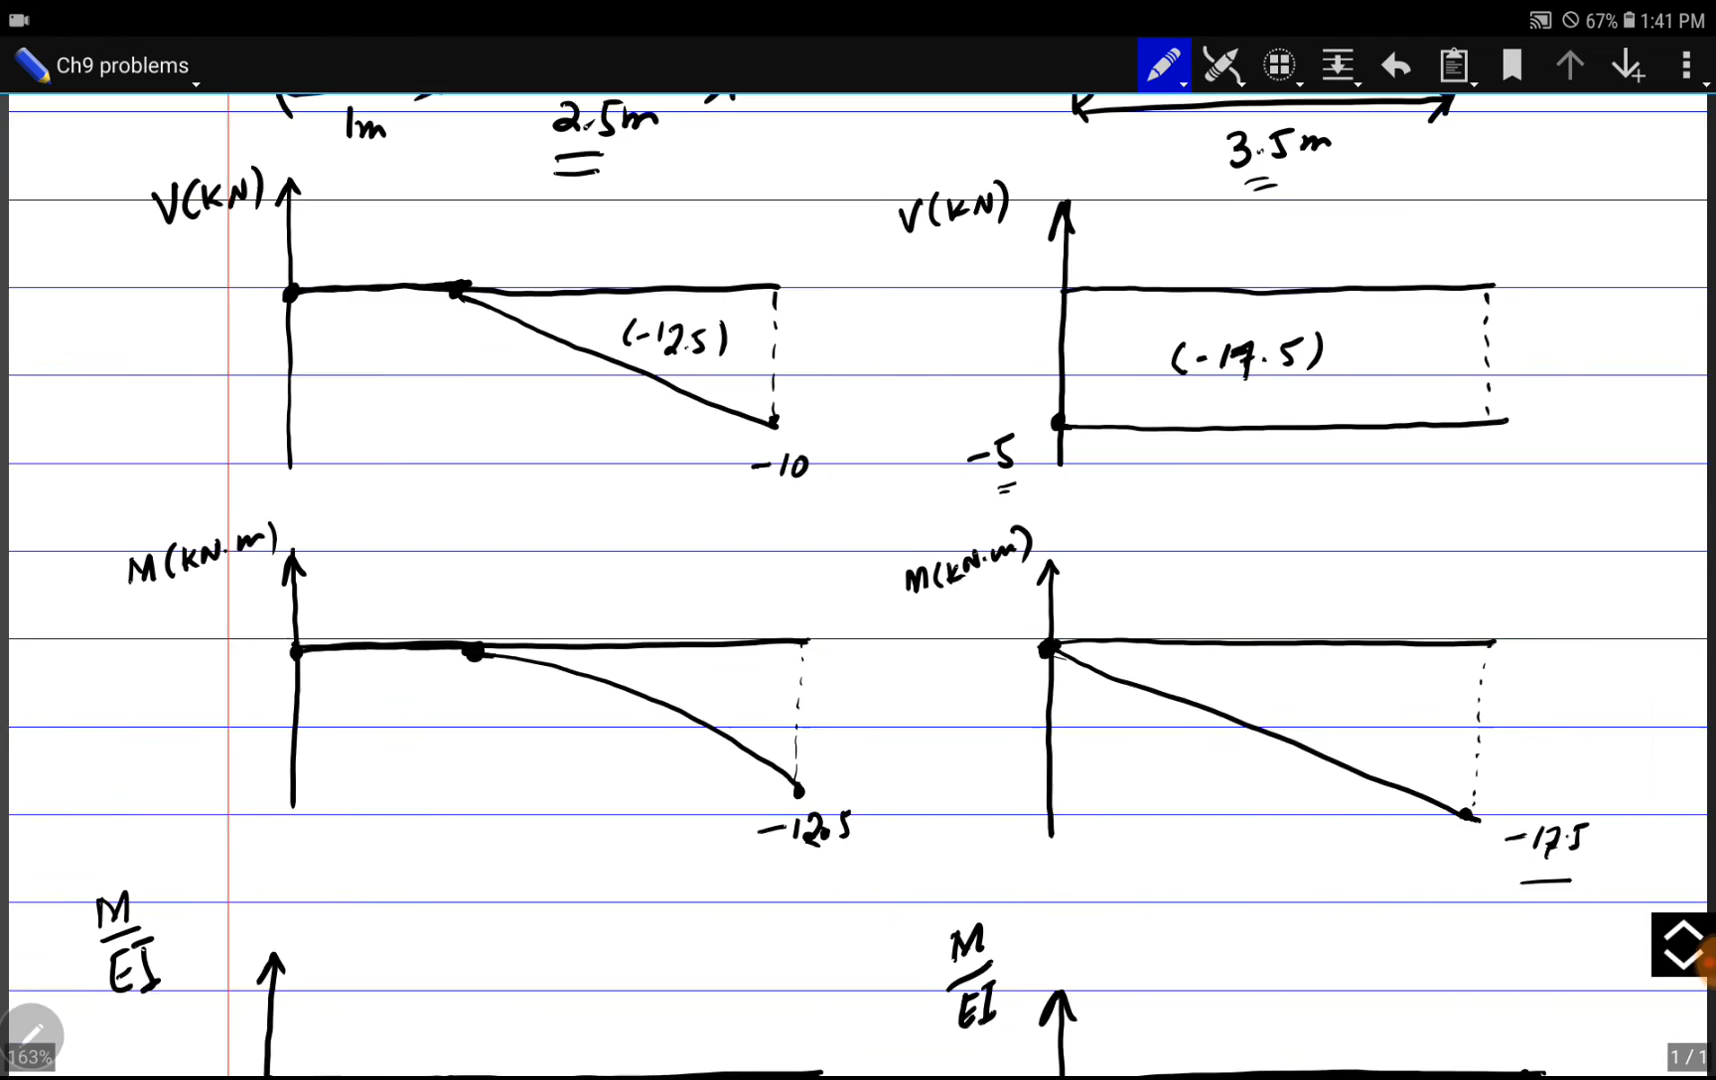 67% 1:41 PM
Ch9 problems
1m
2.5m
3.5m
V(KN)
V(KN)
(-12.5)
(-17.5)
-10
-5
M(KN.m)
M(KN.m)
-12.5
-17.5
M
EI
M
EI
163%
1 / 1